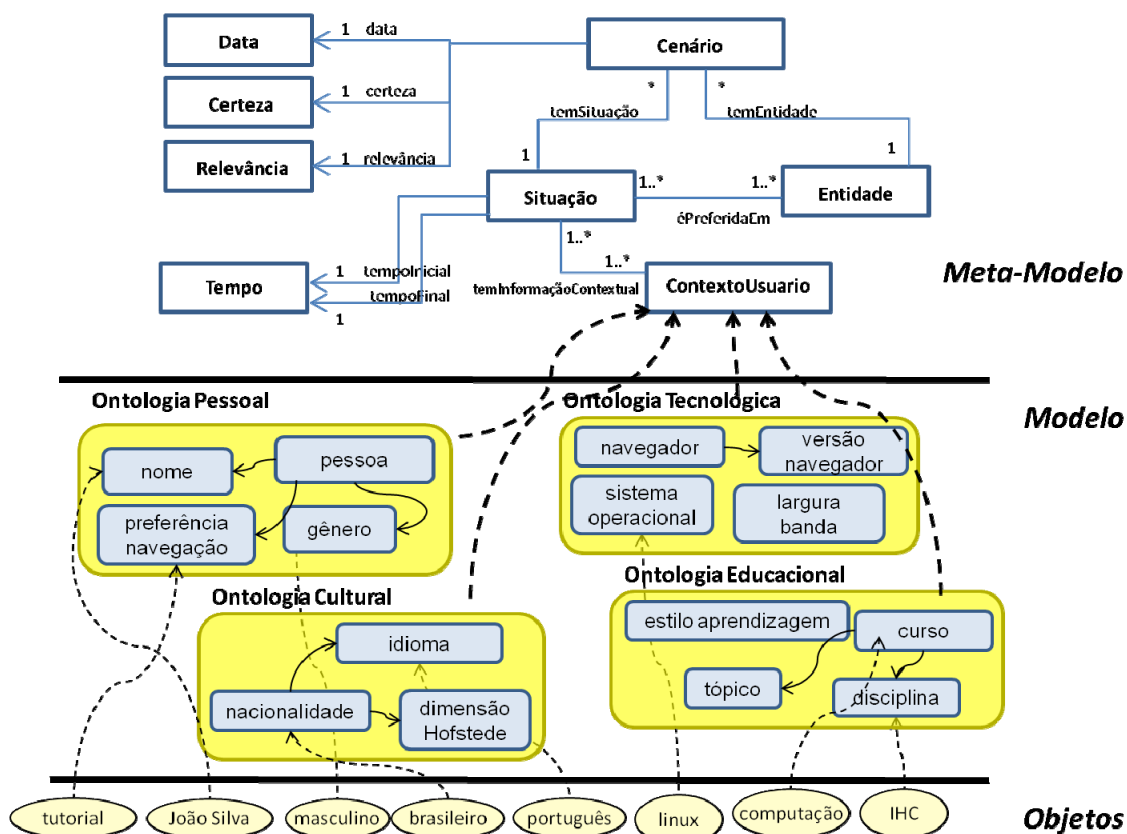 Data
1 data
Cenário
Certeza
1 certeza
Relevância
1 relevância
*
*
temSituação
temEntidade
1
1
Situação
1..*
1..*
Entidade
éPreferidaEm
1..*
1..*
Tempo
1 tempoInicial
tempoFinal
1
temInformaçãoContextual
ContextoUsuario
Meta-Modelo
Modelo
Ontologia Pessoal
nome
pessoa
preferência
navegação
gênero
Ontologia Tecnológica
navegador
versão
navegador
sistema
operacional
largura
banda
Ontologia Cultural
idioma
nacionalidade
dimensão
Hofstede
Ontologia Educacional
estilo aprendizagem
curso
tópico
disciplina
tutorial
João Silva
masculino
brasileiro
português
linux
computação
IHC
Objetos